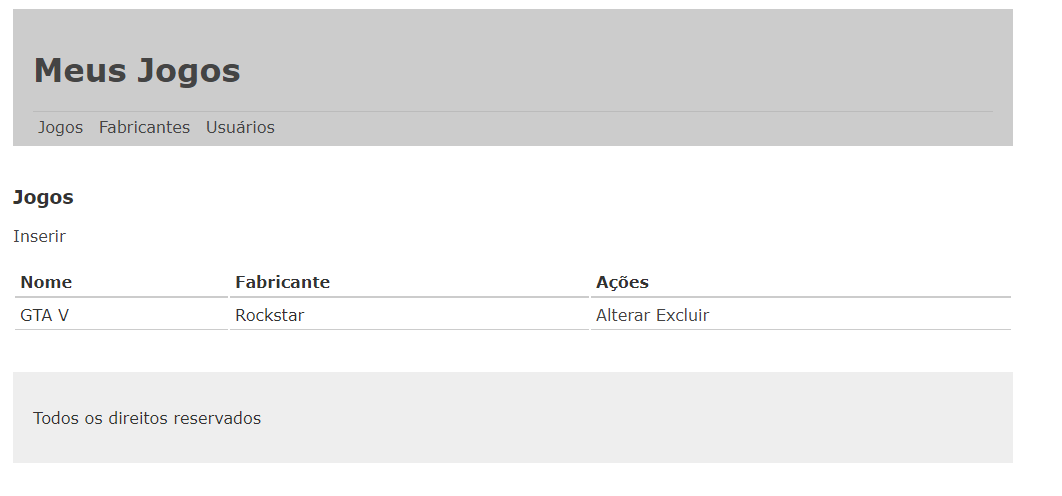 Meus Jogos
Jogos Fabricantes Usuários
Jogos
Inserir
Nome Fabricante Ações
GTA V Rockstar Alterar Excluir
Todos os direitos reservados